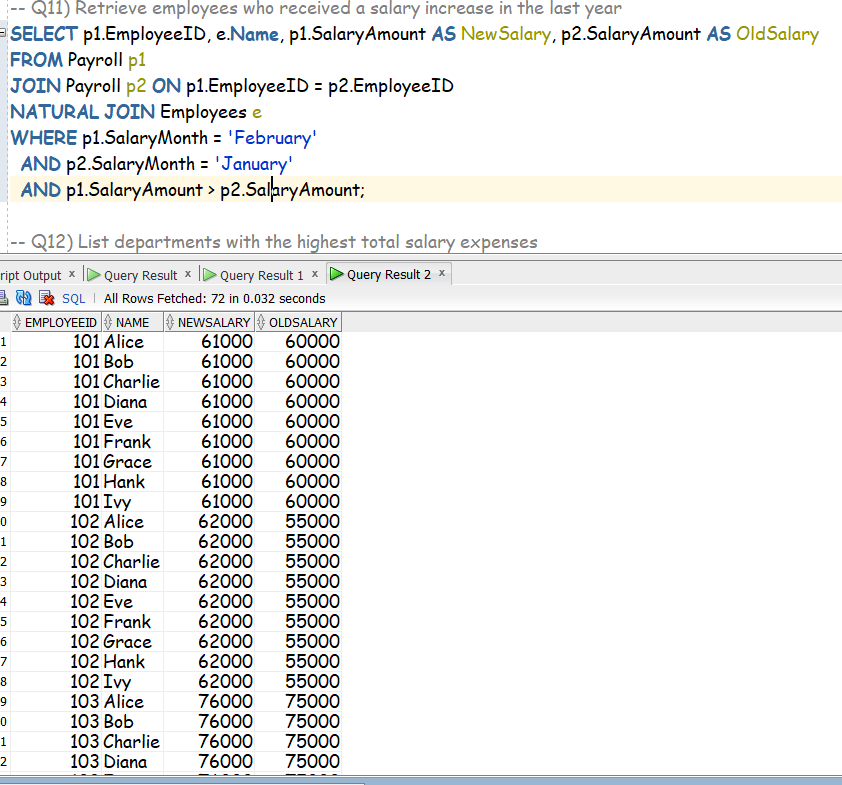 -- Q11) Retrieve employees who received a salary increase in the last year
SELECT p1.EmployeeID, e.Name, p1.SalaryAmount AS NewSalary, p2.SalaryAmount AS OldSalary
FROM Payroll p1
JOIN Payroll p2 ON p1.EmployeeID = p2.EmployeeID
NATURAL JOIN Employees e
WHERE p1.SalaryMonth = 'February'
AND p2.SalaryMonth = 'January'
AND p1.SalaryAmount > p2.SalaryAmount;
-- Q12) List departments with the highest total salary expenses
ript Output x Query Result x Query Result 1 x Query Result 2 x
SQL | All Rows Fetched: 72 in 0.032 seconds
EMPLOYEEID NAME NEWSALARY OLDSALARY
1 101 Alice 61000 60000
2 101 Bob 61000 60000
3 101 Charlie 61000 60000
4 101 Diana 61000 60000
5 101 Eve 61000 60000
6 101 Frank 61000 60000
7 101 Grace 61000 60000
8 101 Hank 61000 60000
9 101 Ivy 61000 60000
0 102 Alice 62000 55000
1 102 Bob 62000 55000
2 102 Charlie 62000 55000
3 102 Diana 62000 55000
4 102 Eve 62000 55000
5 102 Frank 62000 55000
6 102 Grace 62000 55000
7 102 Hank 62000 55000
8 102 Ivy 62000 55000
9 103 Alice 76000 75000
0 103 Bob 76000 75000
1 103 Charlie 76000 75000
2 103 Diana 76000 75000